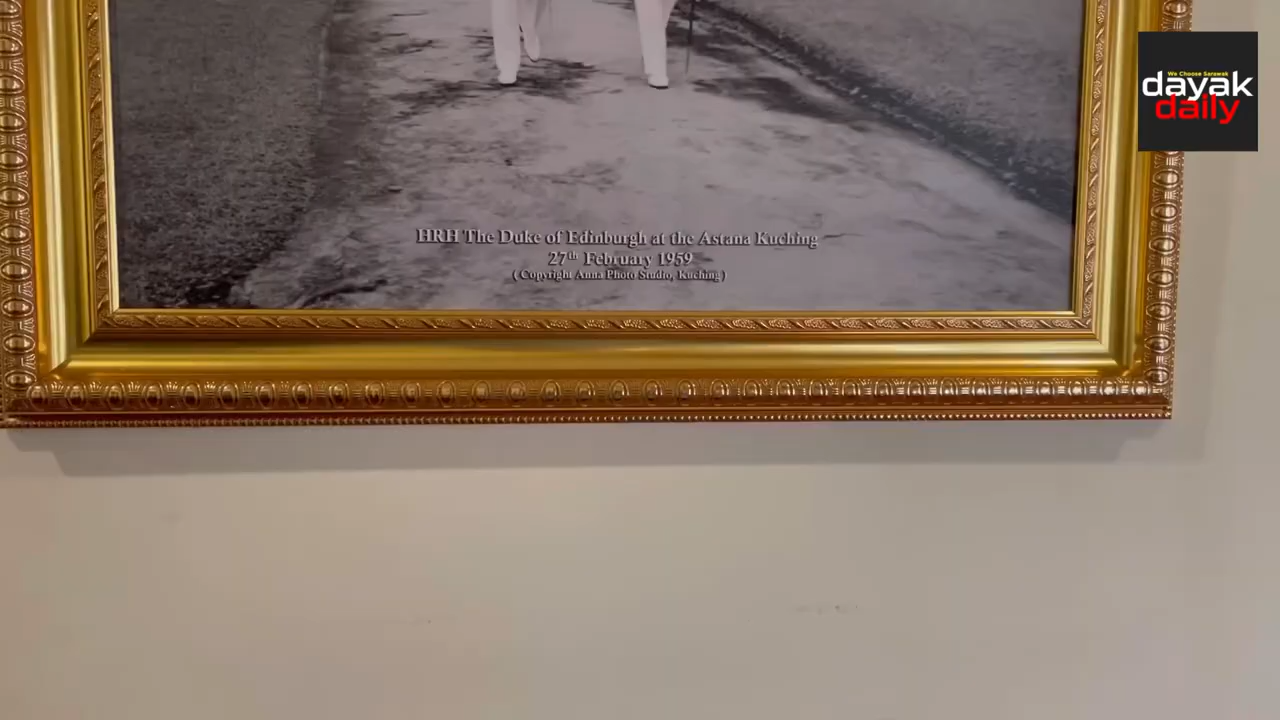 We Choose Sarawak
dayak
daily
HRH The Duke of Edinburgh at the Astana Kuching
27th February 1959
( Copyright Anna Photo Studio, Kuching )